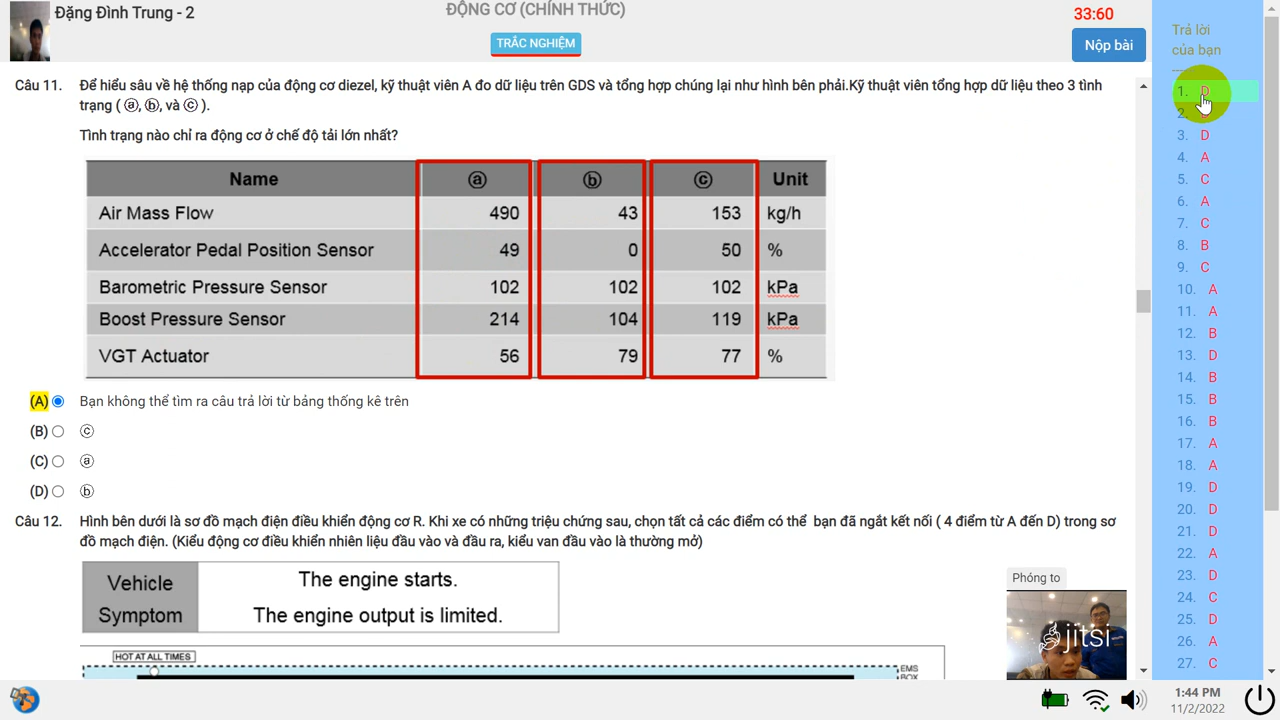 Đặng Đình Trung - 2
ĐỘNG CƠ (CHÍNH THỨC)
TRẮC NGHIỆM
33:60
Nộp bài
Câu 11. Để hiểu sâu về hệ thống nạp của động cơ diezel, kỹ thuật viên A đo dữ liệu trên GDS và tổng hợp chúng lại như hình bên phải.Kỹ thuật viên tổng hợp dữ liệu theo 3 tình
trạng ( ⓐ, ⓑ, và ⓒ ).
Tình trạng nào chỉ ra động cơ ở chế độ tải lớn nhất?
Name ⓐ ⓑ ⓒ Unit
Air Mass Flow 490 43 153 kg/h
Accelerator Pedal Position Sensor 49 0 50 %
Barometric Pressure Sensor 102 102 102 kPa
Boost Pressure Sensor 214 104 119 kPa
VGT Actuator 56 79 77 %
(A) Bạn không thể tìm ra câu trả lời từ bảng thống kê trên
(B) ⓒ
(C) ⓐ
(D) ⓑ
Câu 12. Hình bên dưới là sơ đồ mạch điện điều khiển động cơ R. Khi xe có những triệu chứng sau, chọn tất cả các điểm có thể bạn đã ngắt kết nối ( 4 điểm từ A đến D) trong sơ
đồ mạch điện. (Kiểu động cơ điều khiển nhiên liệu đầu vào và đầu ra, kiểu van đầu vào là thường mở)
Vehicle
Symptom
The engine starts.
The engine output is limited.
HOT AT ALL TIMES
EMS
BOX
Phóng to
jitsi
Trả lời
của bạn
1. D
2.
3. D
4. A
5. C
6. A
7. C
8. B
9. C
10. A
11. A
12. B
13. D
14. B
15. B
16. B
17. A
18. A
19. D
20. D
21. D
22. A
23. D
24. C
25. D
26. A
27. C
1:44 PM
11/2/2022